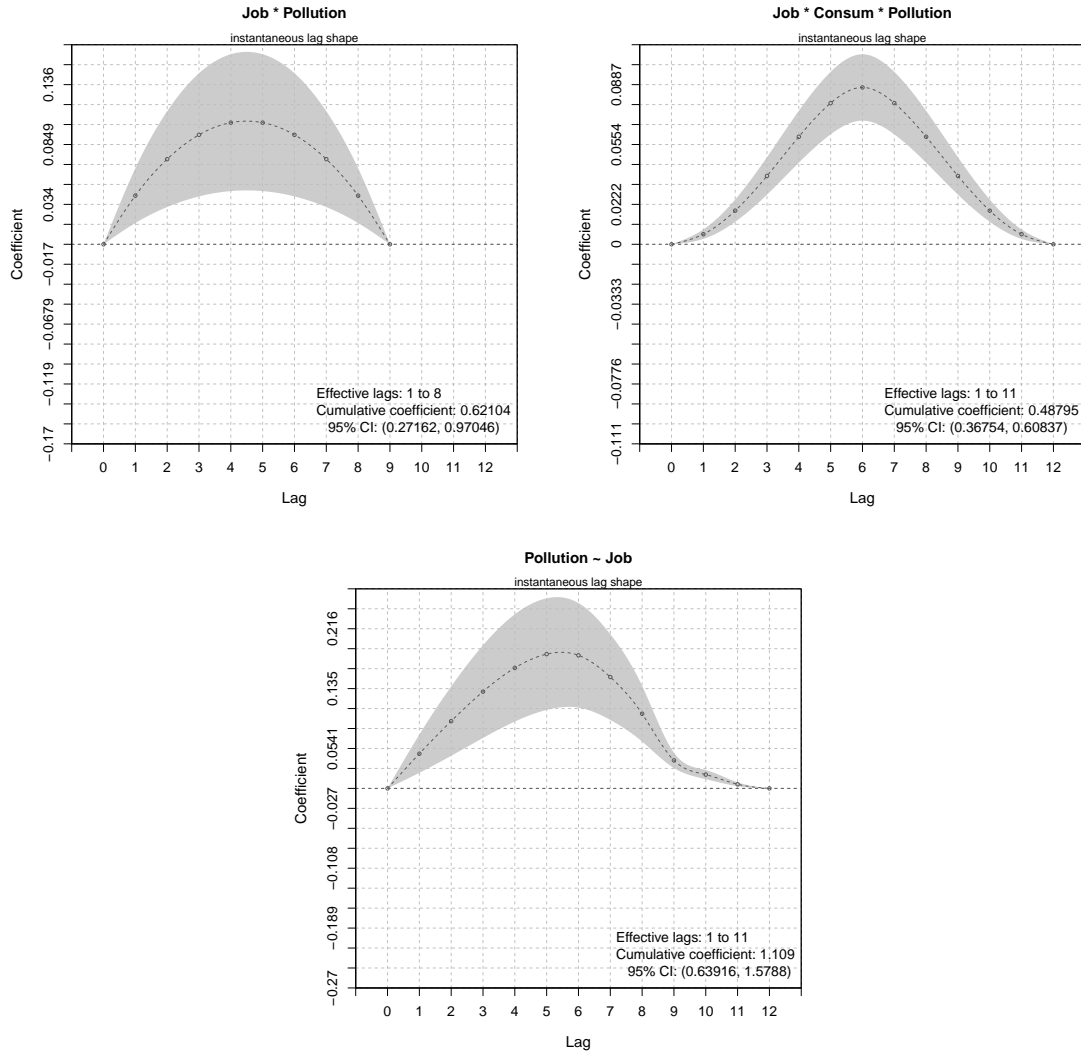 Job * Pollution
instantaneous lag shape
Coefficient
0.136
0.0849
0.034
−0.017
−0.0679
−0.119
−0.17
Effective lags: 1 to 8
Cumulative coefficient: 0.62104
95% CI: (0.27162, 0.97046)
0 1 2 3 4 5 6 7 8 9 10 11 12
Lag
Job * Consum * Pollution
instantaneous lag shape
Coefficient
0.0887
0.0554
0.0222
0
−0.0333
−0.0776
−0.111
Effective lags: 1 to 11
Cumulative coefficient: 0.48795
95% CI: (0.36754, 0.60837)
0 1 2 3 4 5 6 7 8 9 10 11 12
Lag
Pollution ~ Job
instantaneous lag shape
Coefficient
0.216
0.135
0.0541
−0.027
−0.108
−0.189
−0.27
Effective lags: 1 to 11
Cumulative coefficient: 1.109
95% CI: (0.63916, 1.5788)
0 1 2 3 4 5 6 7 8 9 10 11 12
Lag